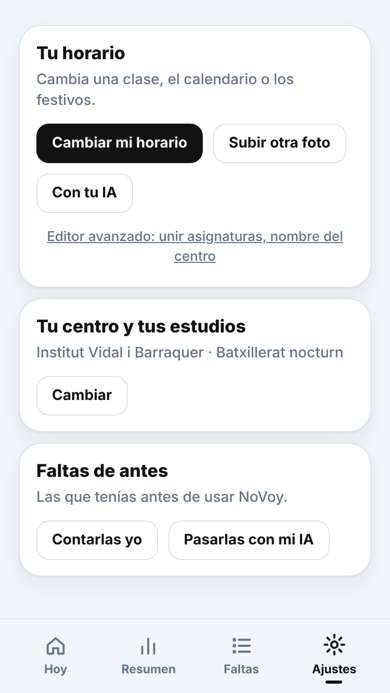 Tu horario
Cambia una clase, el calendario o los
festivos.
Cambiar mi horario
Subir otra foto
Con tu IA
Editor avanzado: unir asignaturas, nombre del
centro
Tu centro y tus estudios
Institut Vidal i Barraquer · Batxillerat nocturn
Cambiar
Faltas de antes
Las que tenías antes de usar NoVoy.
Contarlas yo
Pasarlas con mi IA
Hoy
Resumen
Faltas
Ajustes